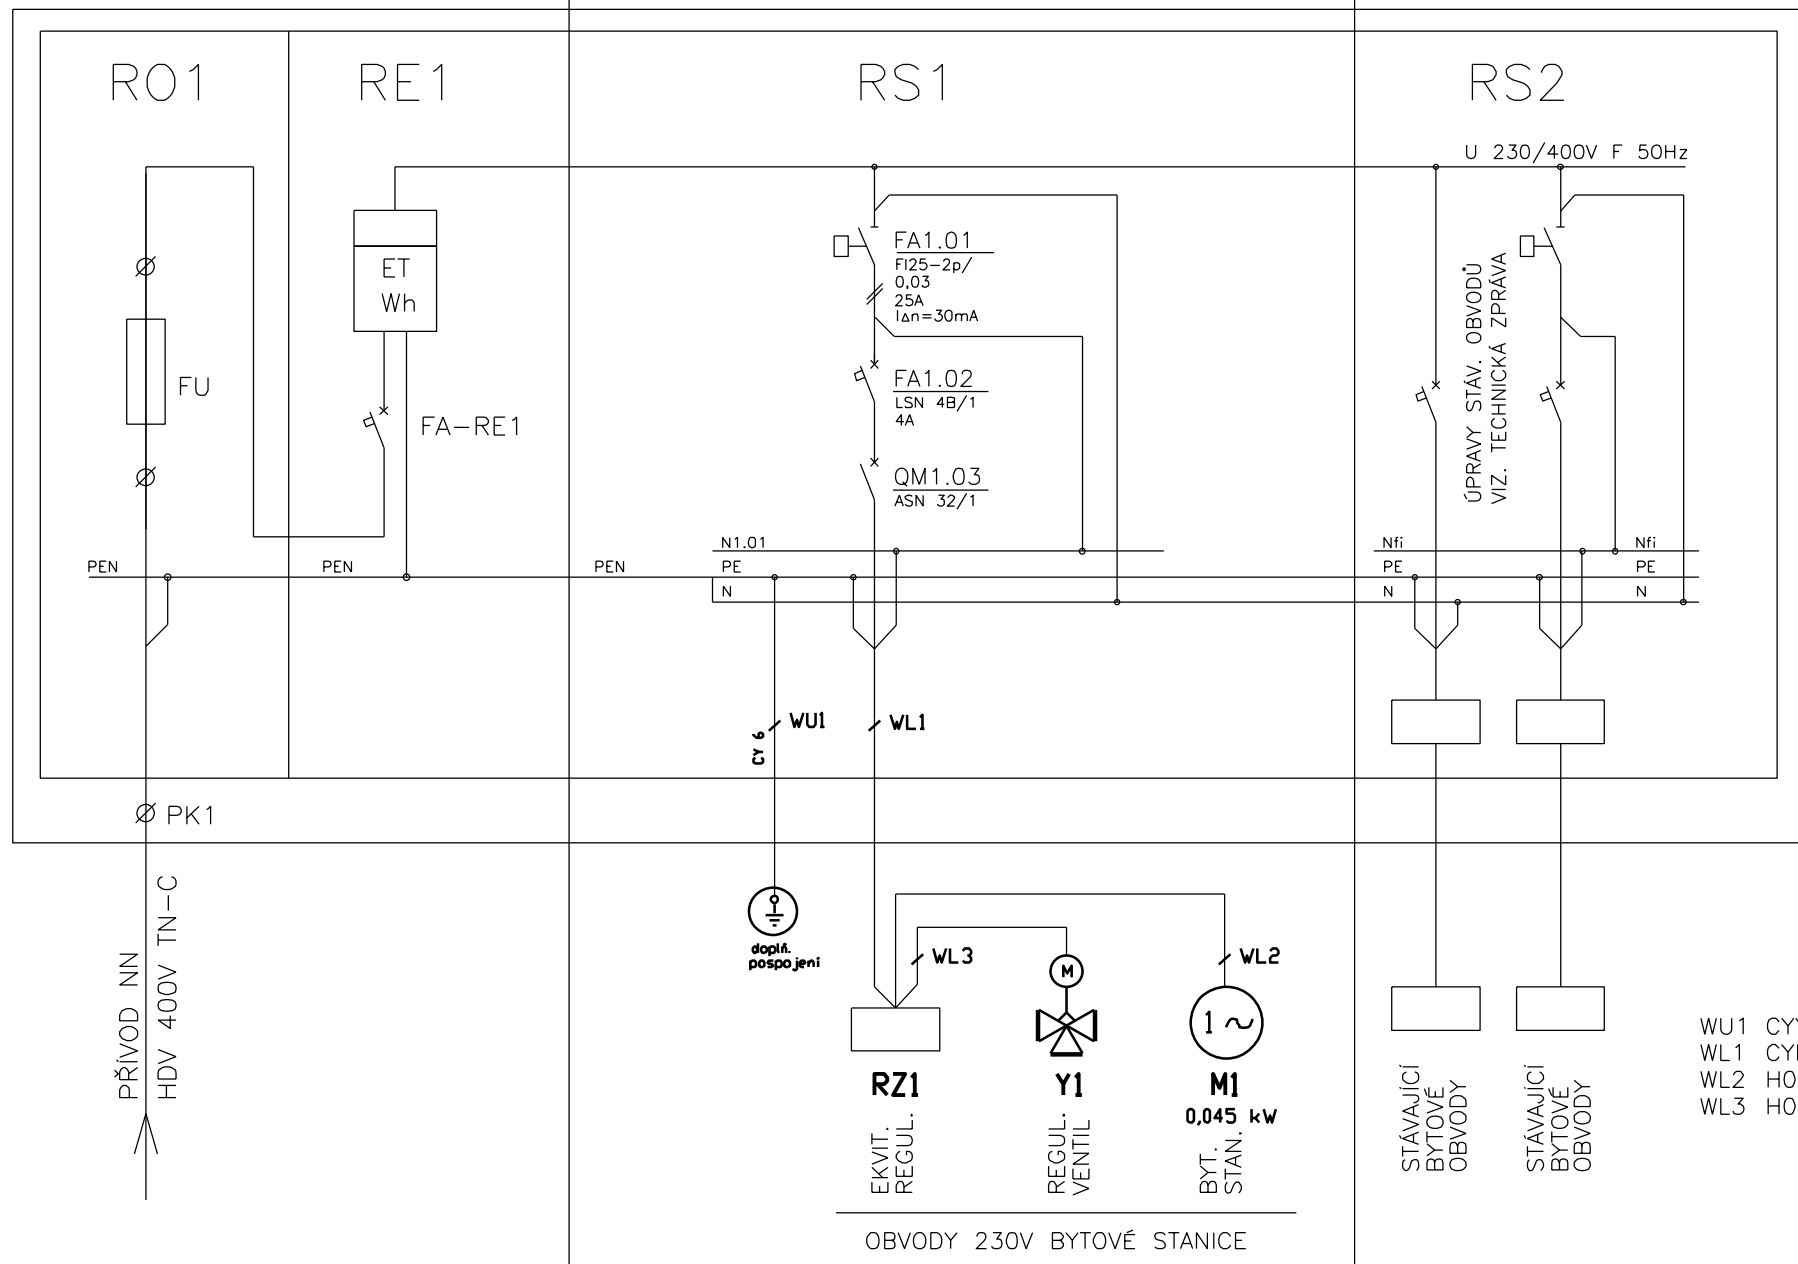 RO1
RE1
RS1
RS2
U 230/400V F 50Hz
ET
Wh
FU
FA-RE1
FA1.01
FI25-2p/
0,03
25A
IΔn=30mA
FA1.02
LSN 4B/1
4A
QM1.03
ASN 32/1
ÚPRAVY STÁV. OBVODŮ
VIZ. TECHNICKÁ ZPRÁVA
N1.01
Nfi
Nfi
PEN
PEN
PEN
PE
PE
PE
N
N
N
WU1
CY 6
WL1
PK1
PŘÍVOD NN
HDV 400V TN-C
doplň.
pospojení
WL3
WL2
M
1 ~
RZ1
Y1
M1
0,045 kW
EKVIT.
REGUL.
REGUL.
VENTIL
BYT.
STAN.
STÁVAJÍCÍ
BYTOVÉ
OBVODY
STÁVAJÍCÍ
BYTOVÉ
OBVODY
WU1
WL1
WL2
WL3
OBVODY 230V BYTOVÉ STANICE